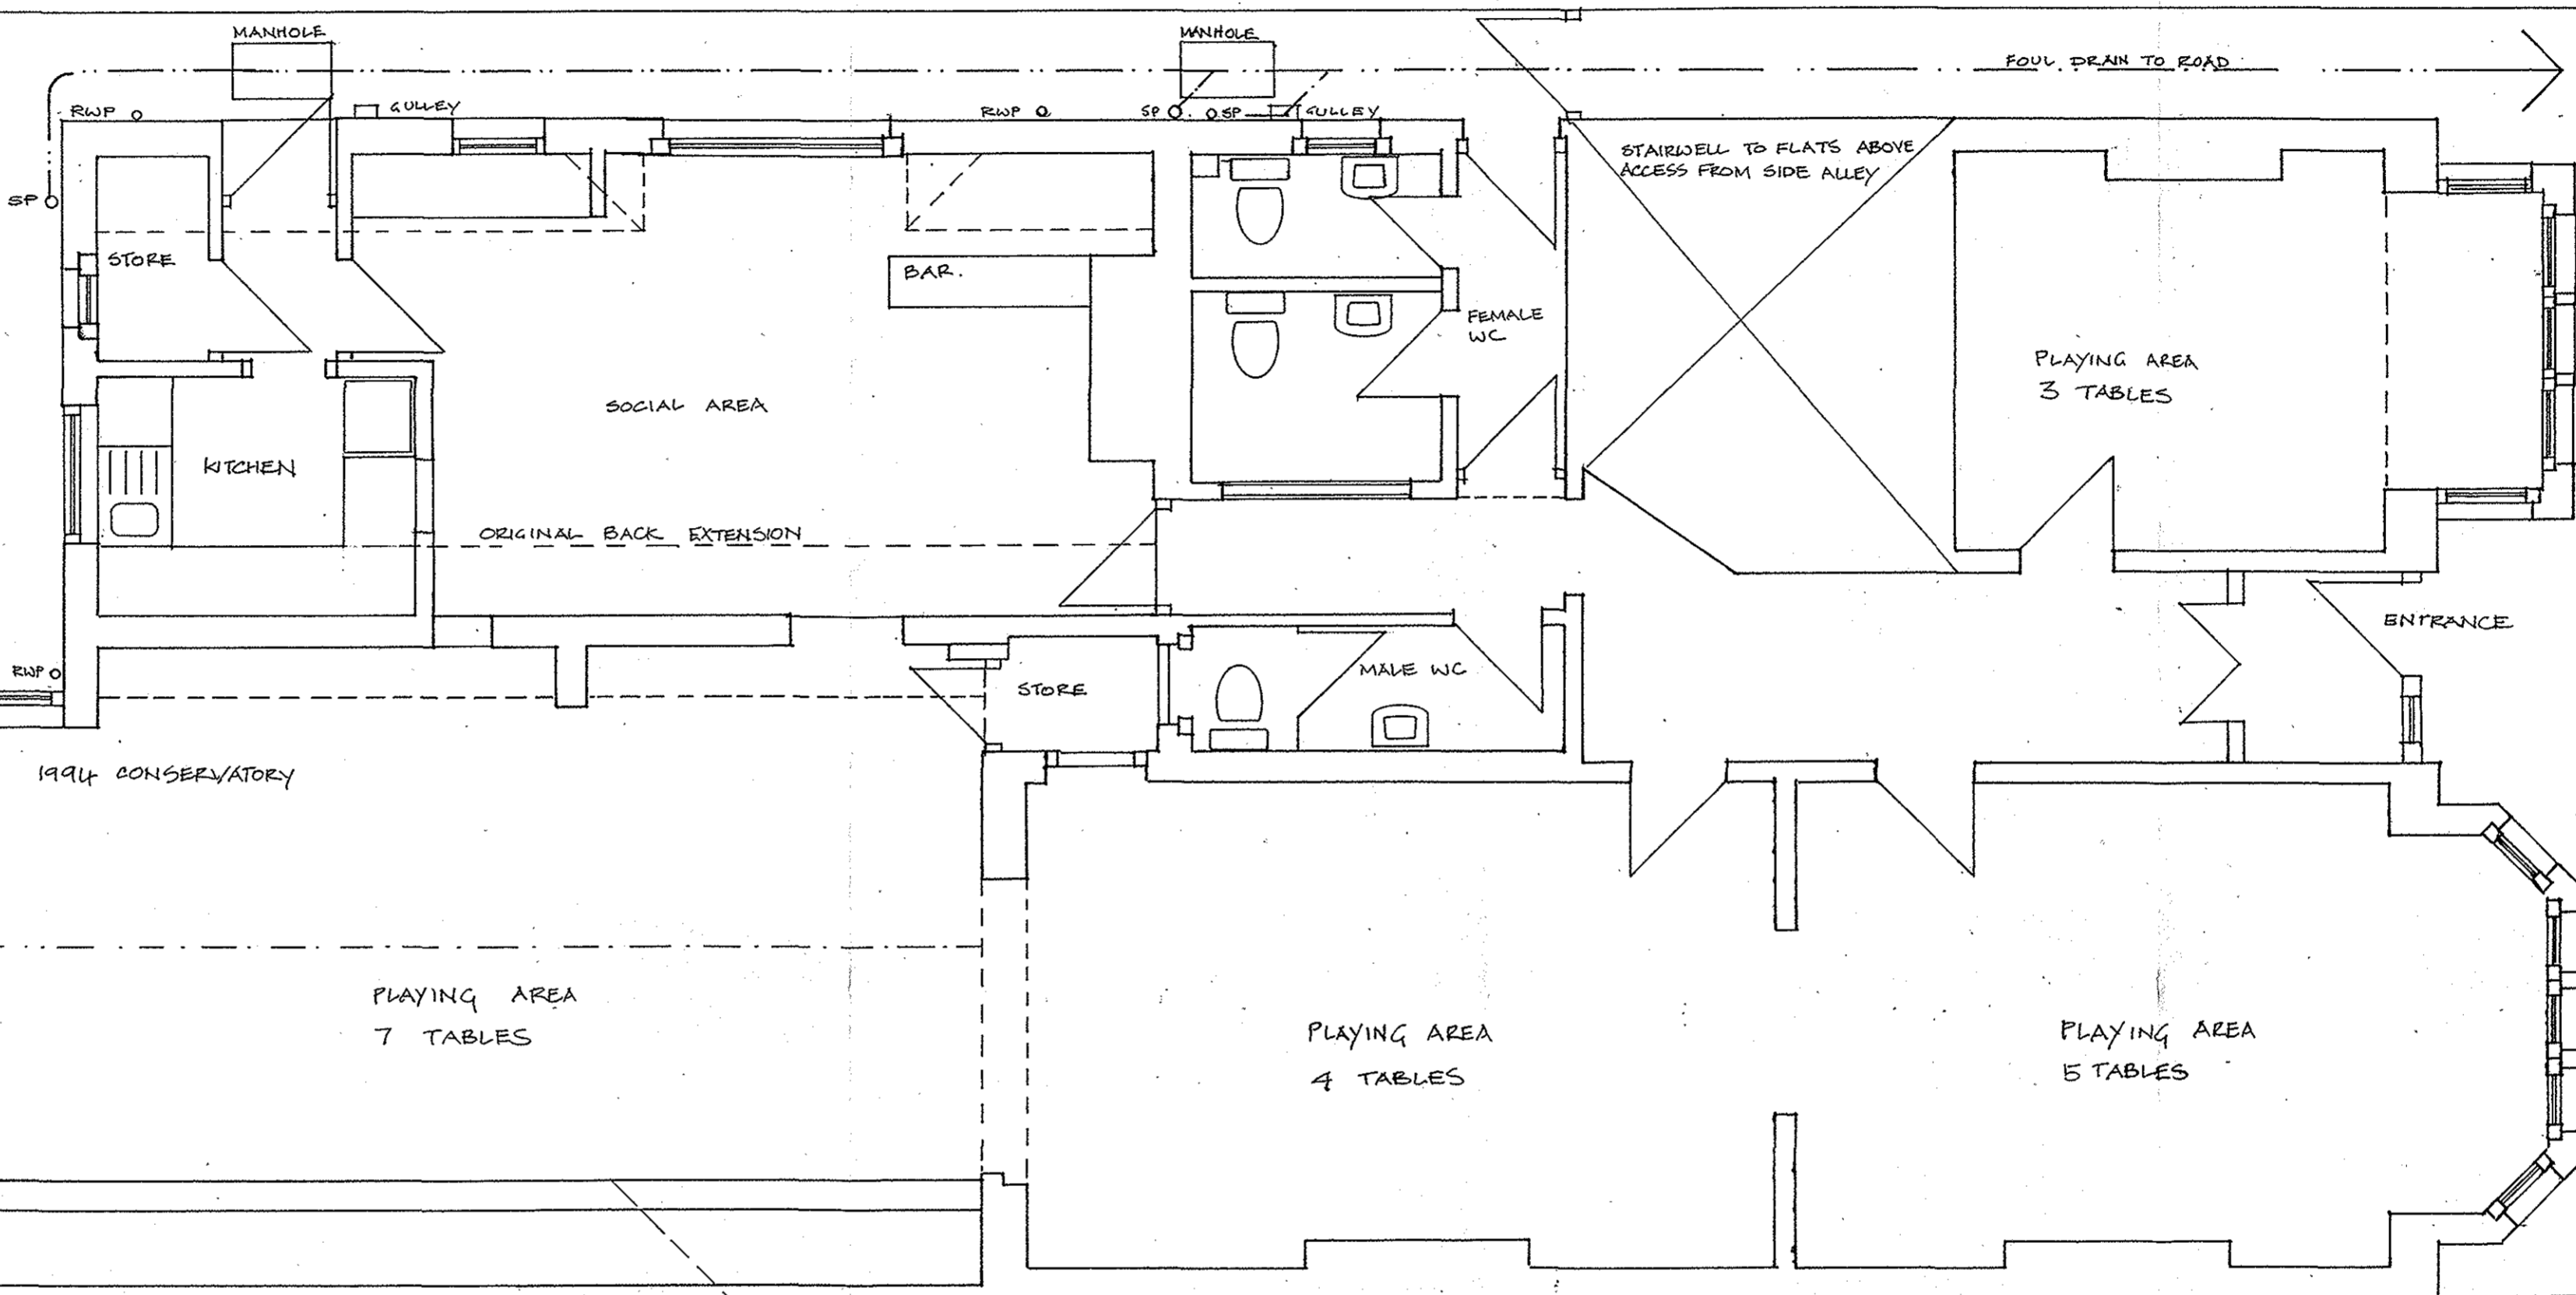 MANHOLE
MANHOLE
FOUL DRAIN TO ROAD
RWP
GULLEY
RWP
SP
SP
GULLEY
STAIRWELL TO FLATS ABOVE
ACCESS FROM SIDE ALLEY
SP
STORE
BAR.
FEMALE
WC
PLAYING AREA
3 TABLES
SOCIAL AREA
KITCHEN
ORIGINAL BACK EXTENSION
ENTRANCE
RWP
STORE
MALE WC
1994 CONSERVATORY
PLAYING AREA
7 TABLES
PLAYING AREA
4 TABLES
PLAYING AREA
5 TABLES